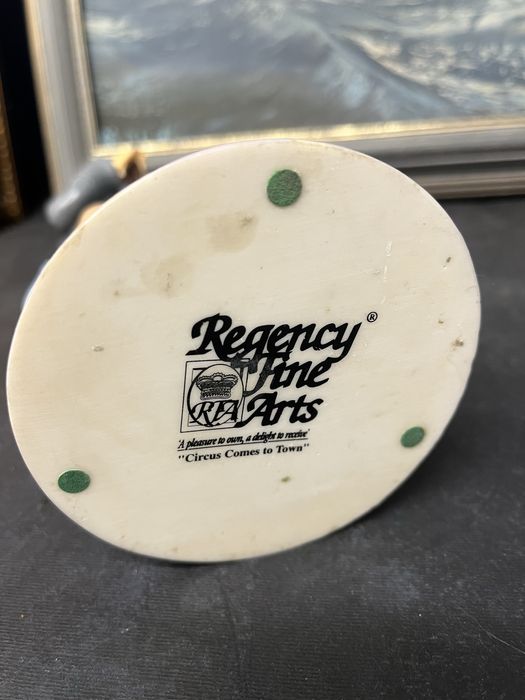 Regency ®
Fine
RFA Arts
'A pleasure to own, a delight to receive'
"Circus Comes to Town"